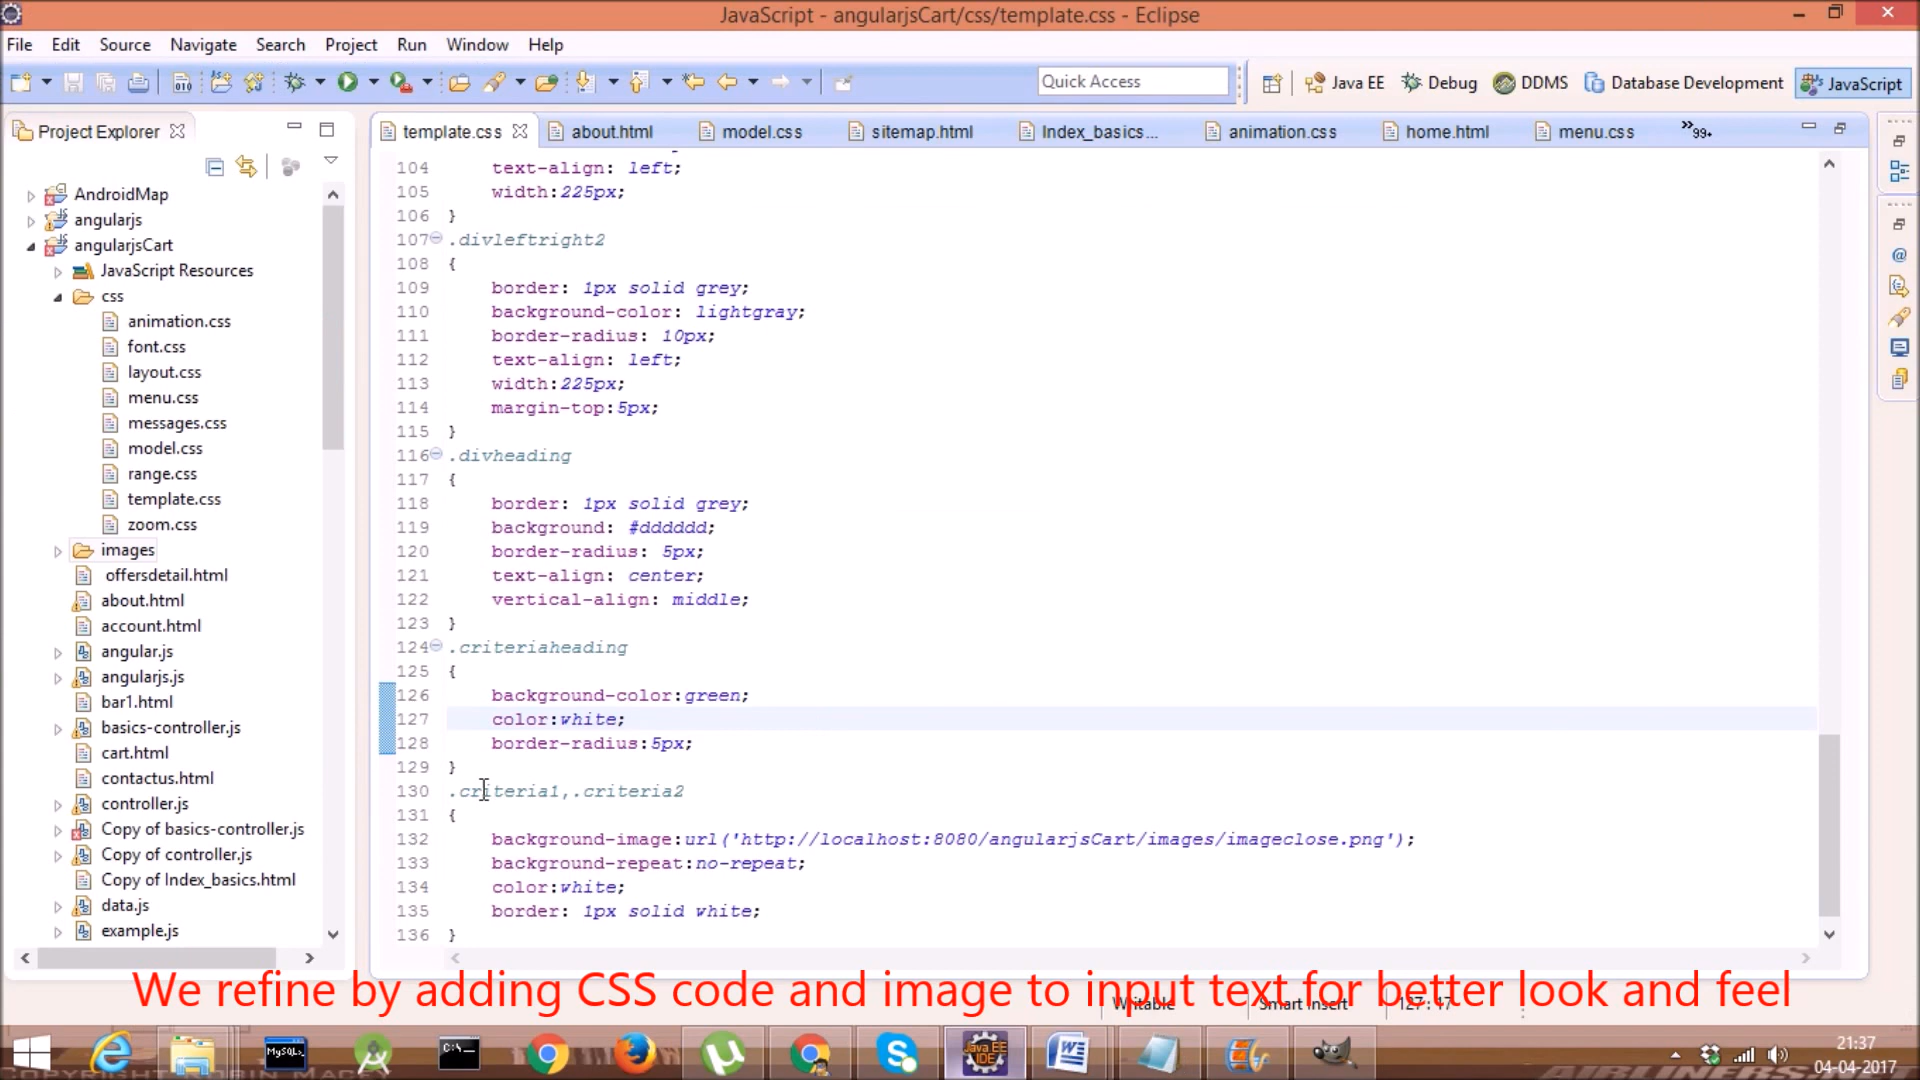 JavaScript - angularjsCart/css/template.css - Eclipse
File Edit Source Navigate Search Project Run Window Help
Quick Access
Java EE
Debug
DDMS
Database Development
JavaScript
Project Explorer
template.css
about.html
model.css
sitemap.html
Index_basics...
animation.css
home.html
menu.css
»99+
AndroidMap
angularjs
angularjsCart
JavaScript Resources
css
animation.css
font.css
layout.css
menu.css
messages.css
model.css
range.css
template.css
zoom.css
images
offersdetail.html
about.html
account.html
angular.js
angularjs.js
bar1.html
basics-controller.js
cart.html
contactus.html
controller.js
Copy of basics-controller.js
Copy of controller.js
Copy of Index_basics.html
data.js
example.js
104 text-align: left;
105 width:225px;
106 }
107 .divleftright2
108 {
109 border: 1px solid grey;
110 background-color: lightgray;
111 border-radius: 10px;
112 text-align: left;
113 width:225px;
114 margin-top:5px;
115 }
116 .divheading
117 {
118 border: 1px solid grey;
119 background: #dddddd;
120 border-radius: 5px;
121 text-align: center;
122 vertical-align: middle;
123 }
124 .criteriaheading
125 {
126 background-color:green;
127 color:white;
128 border-radius:5px;
129 }
130 .criteria1,.criteria2
131 {
132 background-image:url('http://localhost:8080/angularjsCart/images/imageclose.png');
133 background-repeat:no-repeat;
134 color:white;
135 border: 1px solid white;
136 }
We refine by adding CSS code and image to input text for better look and feel
Writable
Smart Insert
127 : 17
MySQL
C:\_
Java EE
IDE
21:37
04-04-2017